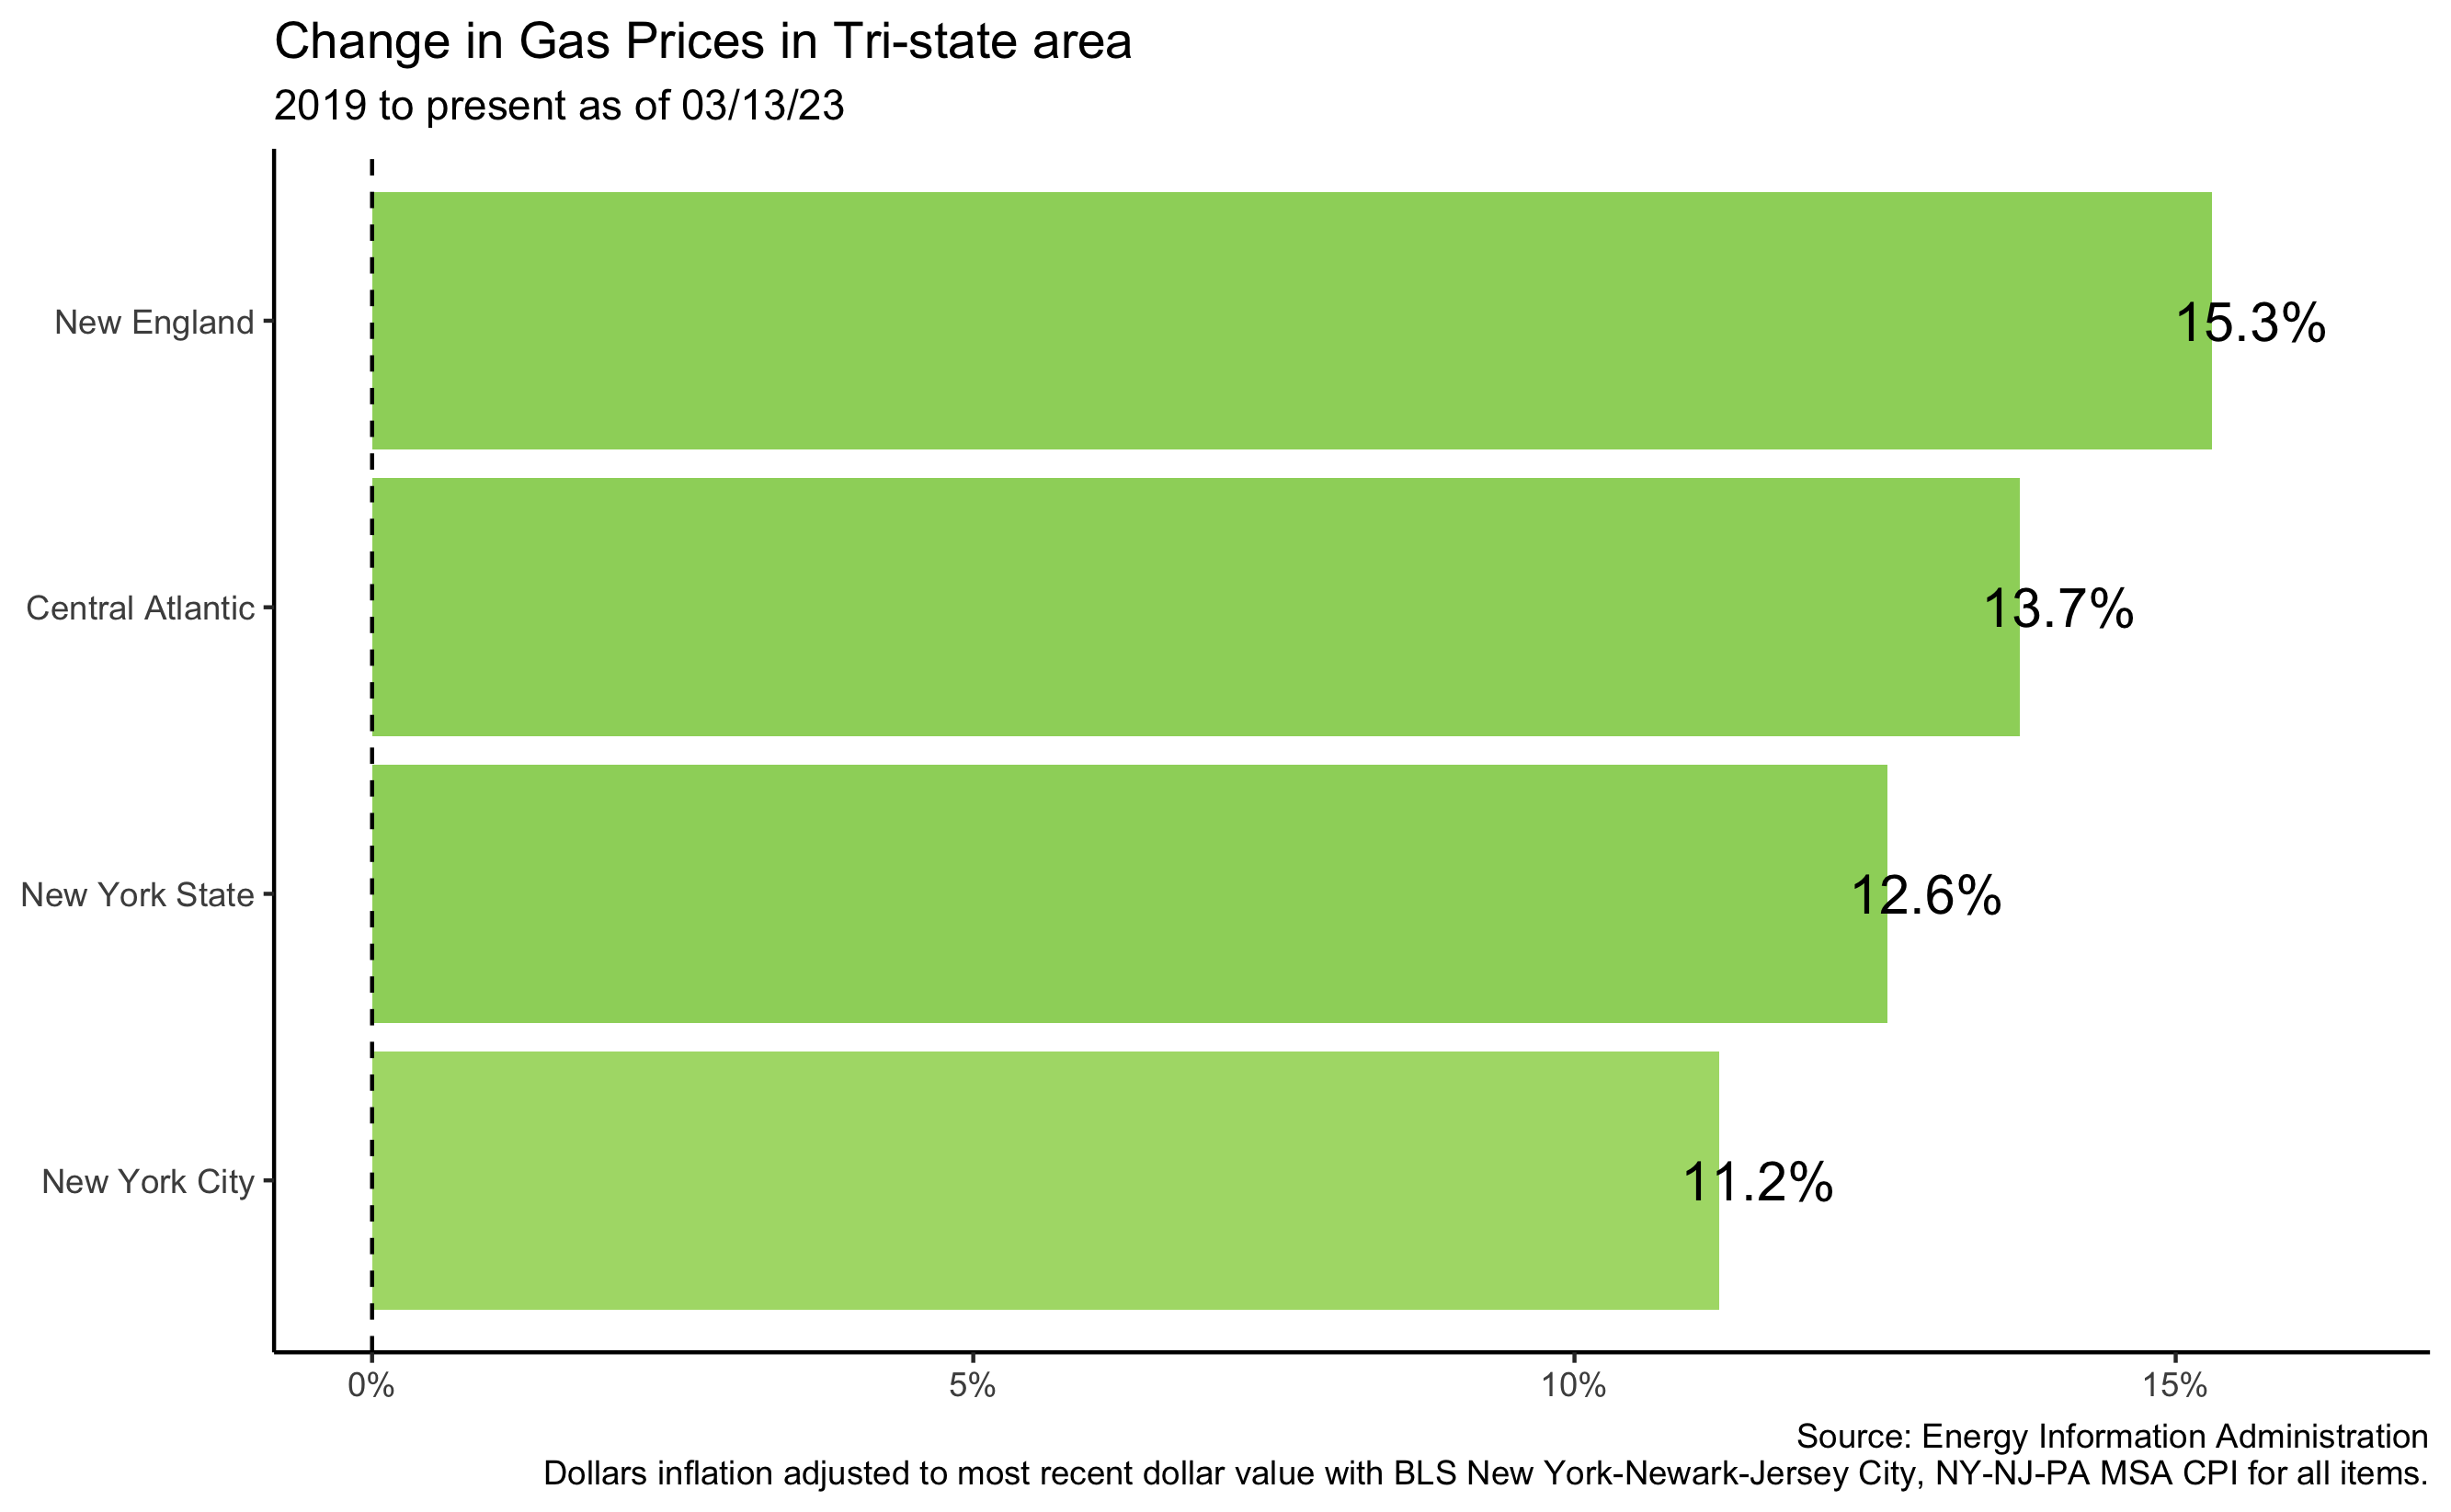 Change in Gas Prices in Tri-state area
2019 to present as of 03/13/23
New England
15.3%
Central Atlantic
13.7%
New York State
12.6%
New York City
11.2%
0%
5%
10%
15%
Source: Energy Information Administration
Dollars inflation adjusted to most recent dollar value with BLS New York-Newark-Jersey City, NY-NJ-PA MSA CPI for all items.